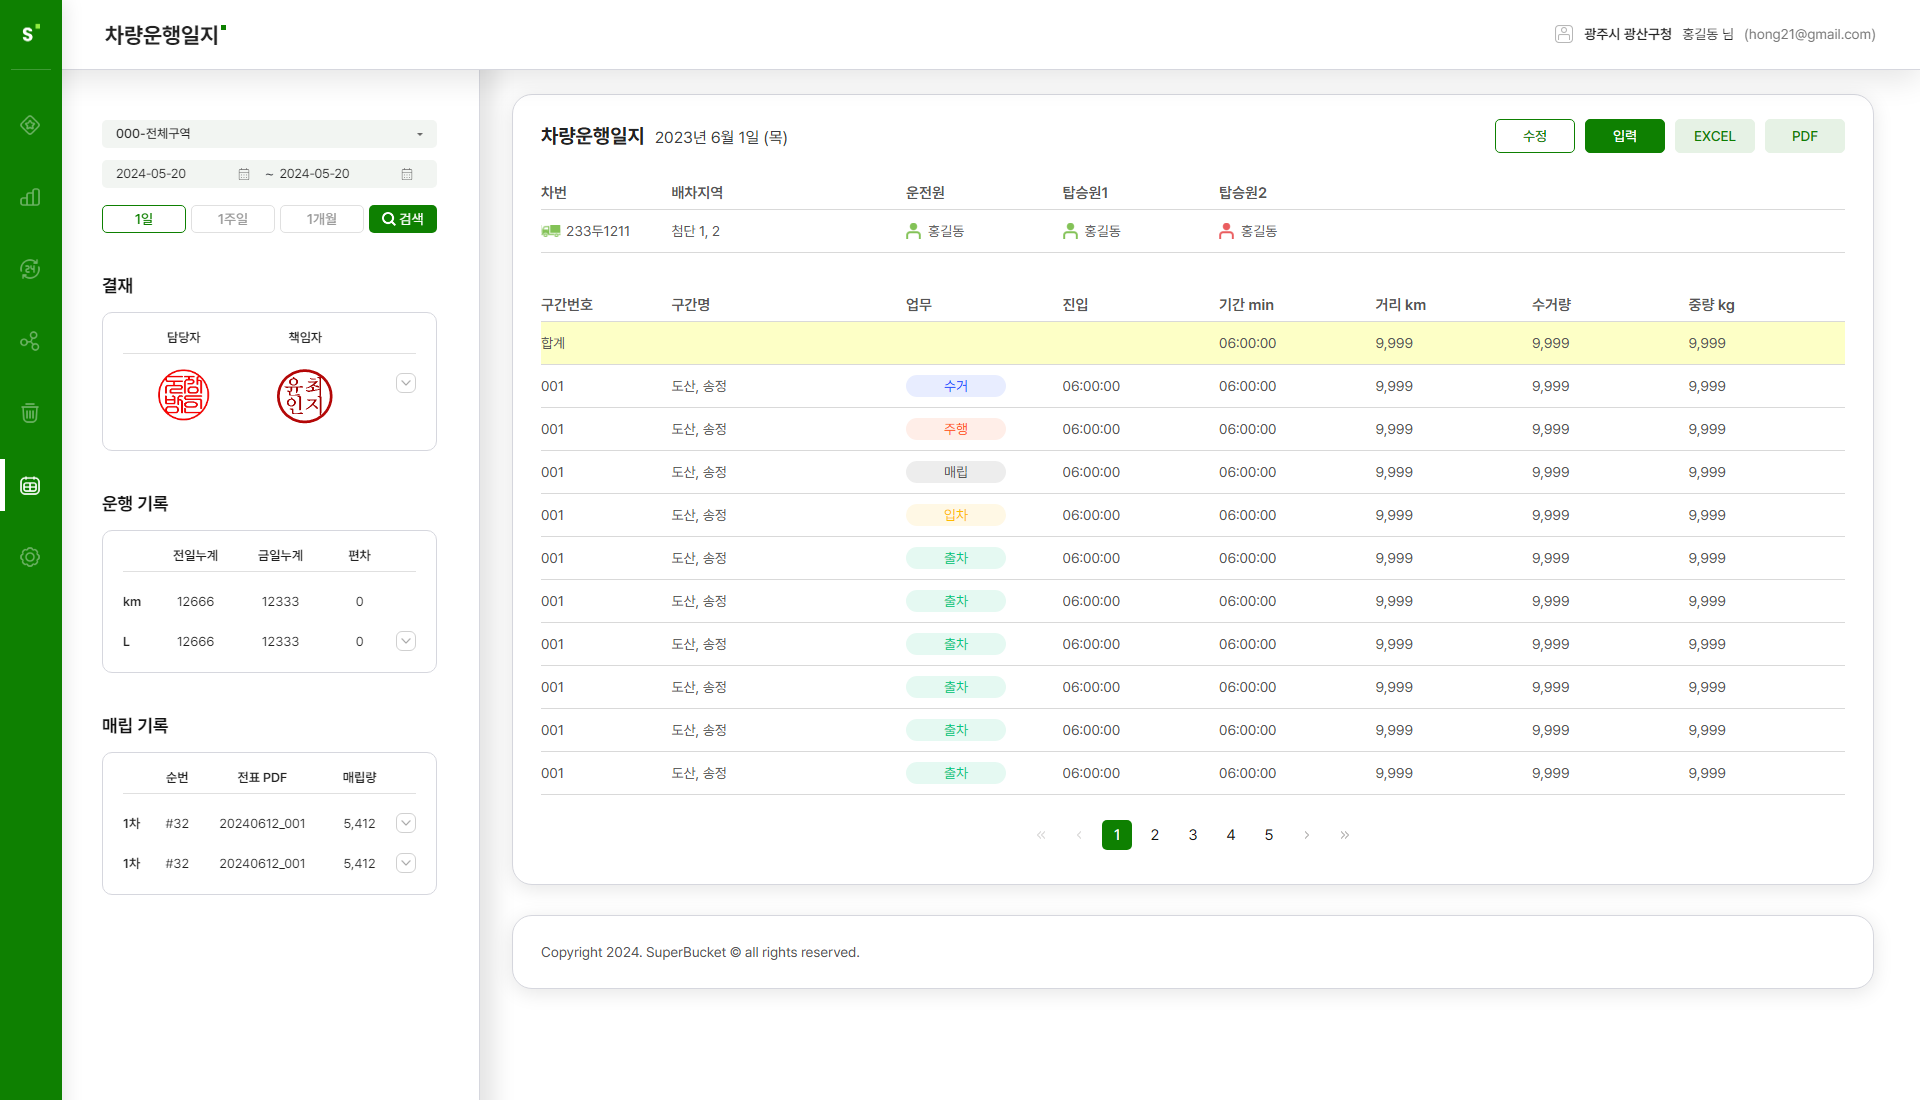 S
차량운행일지
광주시 광산구청 홍길동 님 (hong21@gmail.com)
000-전체구역
2024-05-20 ~ 2024-05-20
1일 1주일 1개월 검색
결재
담당자 책임자
윤최
인지
운행 기록
전일누계 금일누계 편차
km 12666 12333 0
L 12666 12333 0
매립 기록
순번 전표 PDF 매립량
1차 #32 20240612_001 5,412
1차 #32 20240612_001 5,412
차량운행일지 2023년 6월 1일 (목)
수정 입력 EXCEL PDF
차번 배차지역 운전원 탑승원1 탑승원2
233두1211 첨단 1, 2 홍길동 홍길동 홍길동
구간번호 구간명 업무 진입 기간 min 거리 km 수거량 중량 kg
합계 06:00:00 9,999 9,999 9,999
001 도산, 송정 수거 06:00:00 06:00:00 9,999 9,999 9,999
001 도산, 송정 주행 06:00:00 06:00:00 9,999 9,999 9,999
001 도산, 송정 매립 06:00:00 06:00:00 9,999 9,999 9,999
001 도산, 송정 입차 06:00:00 06:00:00 9,999 9,999 9,999
001 도산, 송정 출차 06:00:00 06:00:00 9,999 9,999 9,999
001 도산, 송정 출차 06:00:00 06:00:00 9,999 9,999 9,999
001 도산, 송정 출차 06:00:00 06:00:00 9,999 9,999 9,999
001 도산, 송정 출차 06:00:00 06:00:00 9,999 9,999 9,999
001 도산, 송정 출차 06:00:00 06:00:00 9,999 9,999 9,999
001 도산, 송정 출차 06:00:00 06:00:00 9,999 9,999 9,999
« ‹ 1 2 3 4 5 › »
Copyright 2024. SuperBucket © all rights reserved.
24